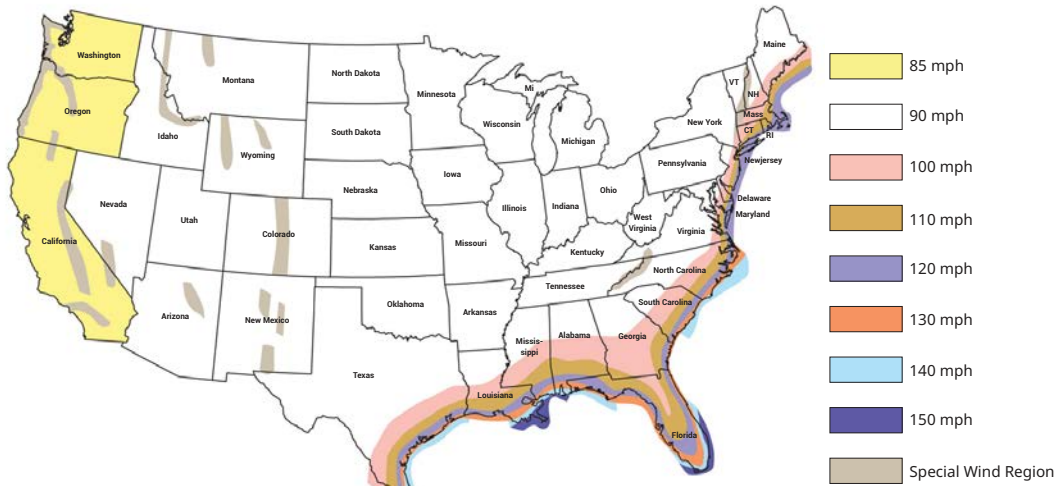 Washington
Oregon
California
Nevada
Idaho
Montana
Wyoming
Utah
Colorado
Arizona
New Mexico
North Dakota
South Dakota
Nebraska
Kansas
Oklahoma
Texas
Minnesota
Iowa
Missouri
Arkansas
Louisiana
Wisconsin
Mi
Michigan
Illinois
Indiana
Ohio
Kentucky
Tennessee
Missis-
sippi
Alabama
Georgia
Florida
South Carolina
North Carolina
Virginia
West
Virginia
Pennsylvania
New York
Maine
VT
NH
Mass
CT
RI
Newjersey
Delaware
Maryland
85 mph
90 mph
100 mph
110 mph
120 mph
130 mph
140 mph
150 mph
Special Wind Region